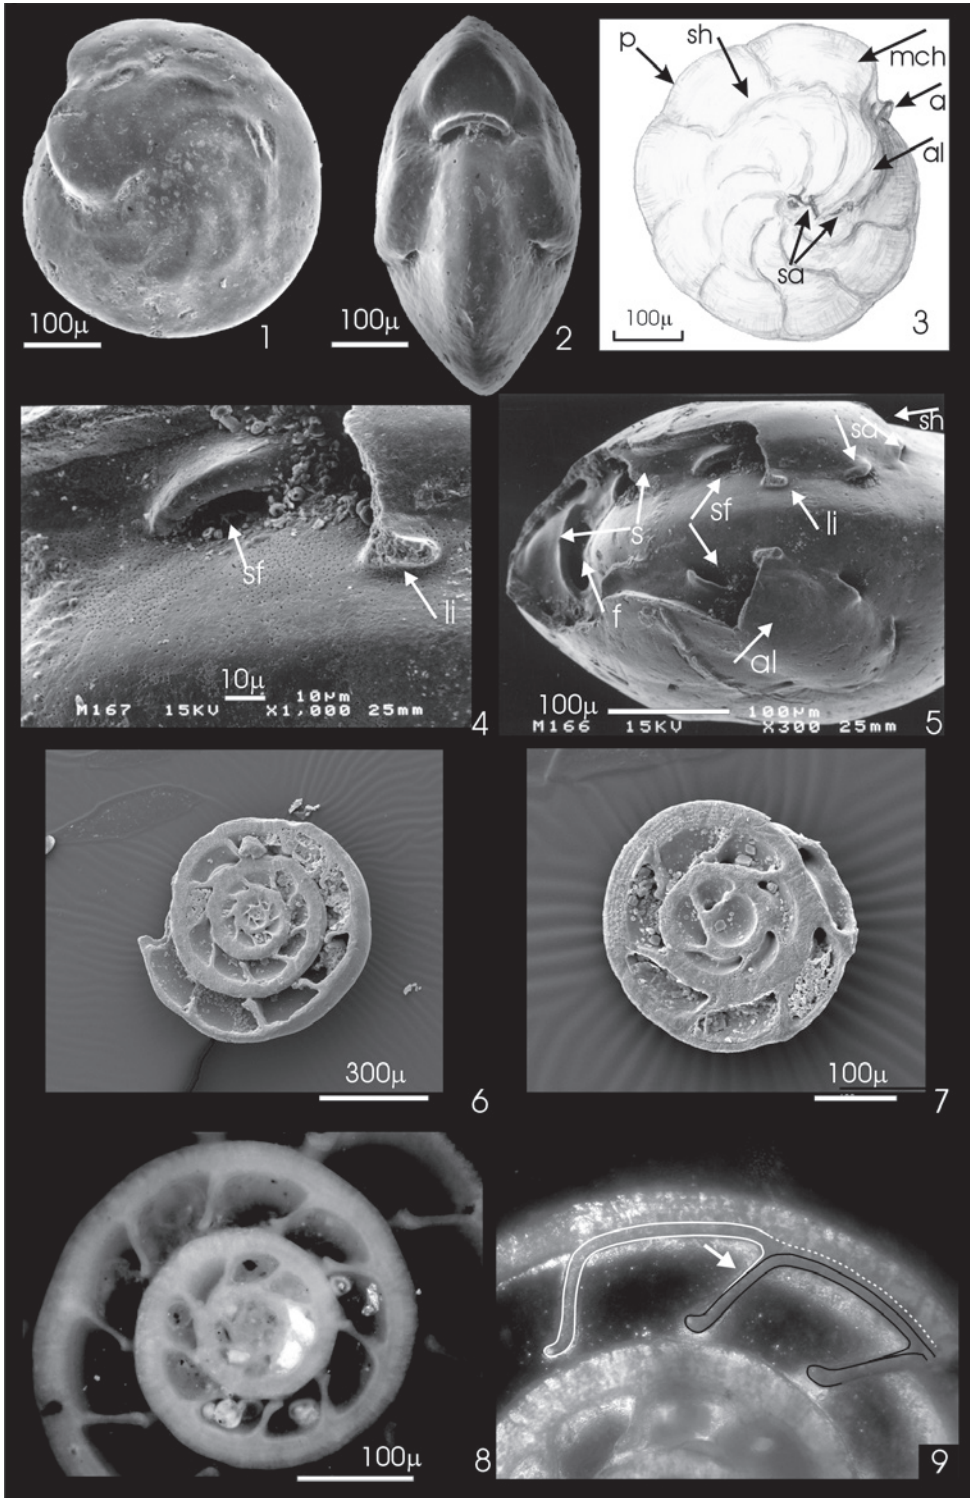 100μ
1
100μ
2
p
sh
mch
a
al
sa
100μ
3
sf
li
10μ
10μm
M167 15KV X1,000 25mm
4
sh
sa
s
sf
li
f
al
100μ
100μm
M166 15KV X300 25mm
5
300μ
6
100μ
7
100μ
8
9